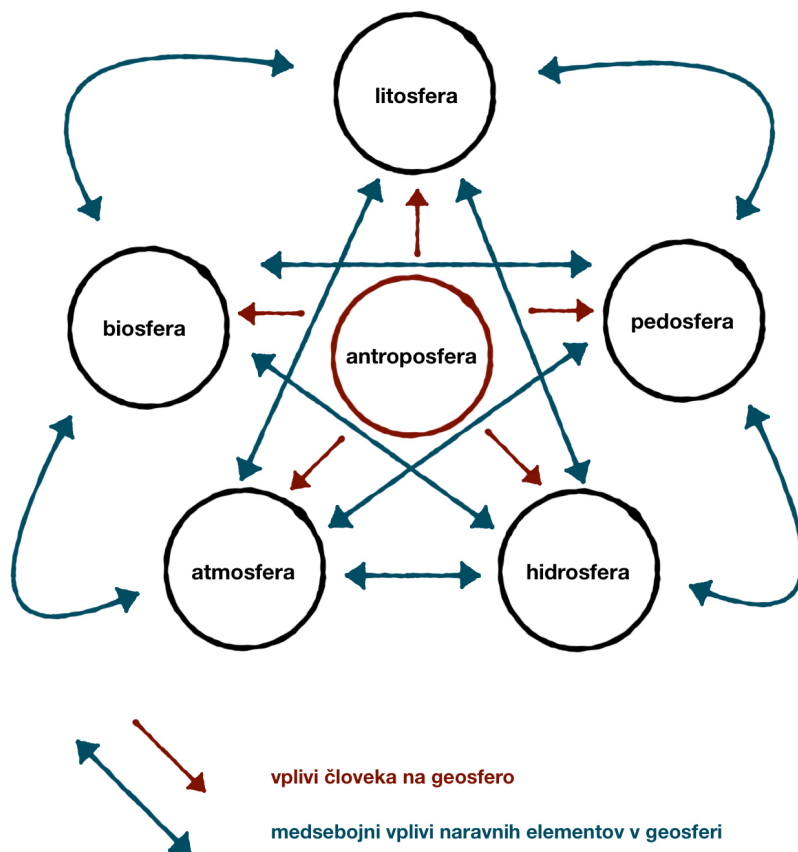 litosfera
biosfera
pedosfera
antroposfera
atmosfera
hidrosfera
vplivi človeka na geosfero
medsebojni vplivi naravnih elementov v geosferi